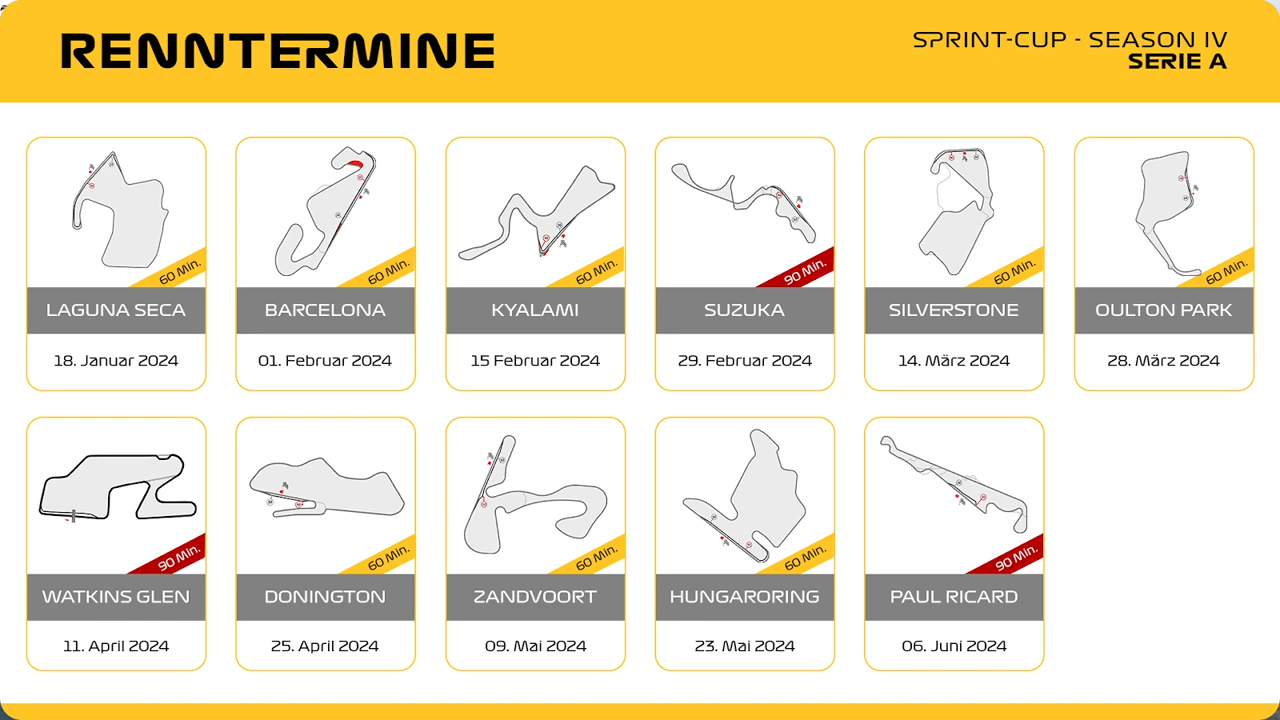 RENNTERMINE
SPRINT-CUP - SEASON IV
SERIE A
60 Min.
60 Min.
60 Min.
90 Min.
60 Min.
60 Min.
LAGUNA SECA
BARCELONA
KYALAMI
SUZUKA
SILVERSTONE
OULTON PARK
18. Januar 2024
01. Februar 2024
15 Februar 2024
29. Februar 2024
14. März 2024
28. März 2024
90 Min.
60 Min.
60 Min.
60 Min.
90 Min.
WATKINS GLEN
DONINGTON
ZANDVOORT
HUNGARORING
PAUL RICARD
11. April 2024
25. April 2024
09. Mai 2024
23. Mai 2024
06. Juni 2024